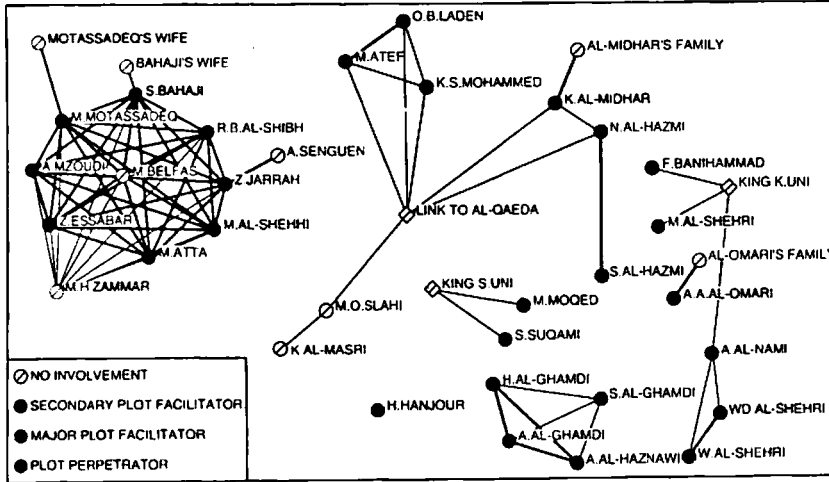 MOTASSADEQ'S WIFE
BAHAJI'S WIFE
S.BAHAJI
M.MOTASSADEQ
R.B.AL-SHIBH
A.SENGUEN
A.MZOUDI
M.BELFAS
Z.JARRAH
Z.ESSABAR
M.AL-SHEHHI
M.ATTA
M.H.ZAMMAR
O.B.LADEN
M.ATEF
K.S.MOHAMMED
AL-MIDHAR'S FAMILY
K.AL-MIDHAR
N.AL-HAZMI
F.BANIHAMMAD
KING K.UNI
LINK TO AL-QAEDA
M.AL-SHEHRI
AL-OMARI'S FAMILY
S.AL-HAZMI
A.A.AL-OMARI
KING S UNI
M.MOQED
M.O.SLAHI
S.SUQAMI
K AL-MASRI
A.AL-NAMI
H.AL-GHAMDI
S.AL-GHAMDI
H.HANJOUR
WD AL-SHEHRI
A.AL-GHAMDI
A.AL-HAZNAWI
W.AL-SHEHRI
NO INVOLVEMENT
SECONDARY PLOT FACILITATOR
MAJOR PLOT FACILITATOR
PLOT PERPETRATOR